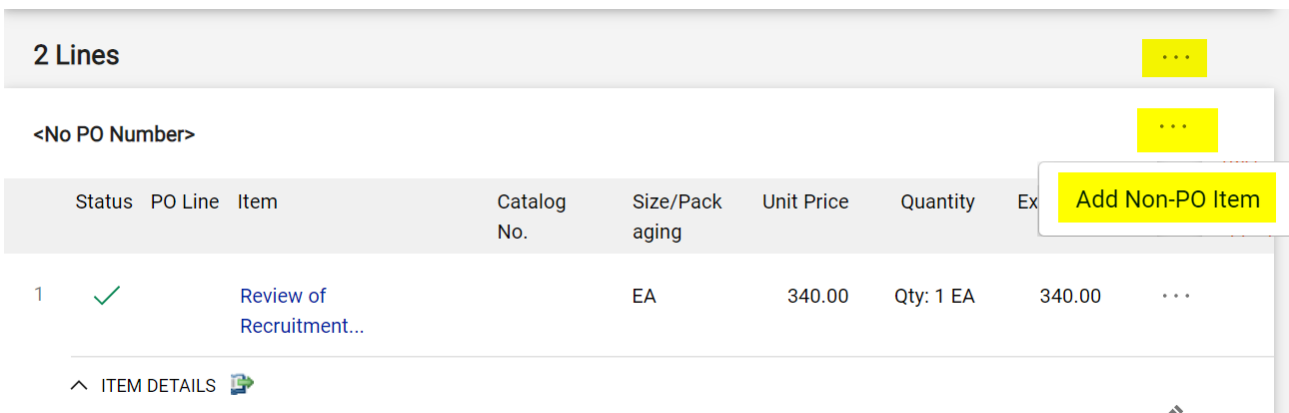 2 Lines
...
<No PO Number>
...
Add Non-PO Item
Status PO Line Item Catalog No. Size/Pack aging Unit Price Quantity Ex
1 Review of Recruitment... EA 340.00 Qty: 1 EA 340.00 ...
ITEM DETAILS